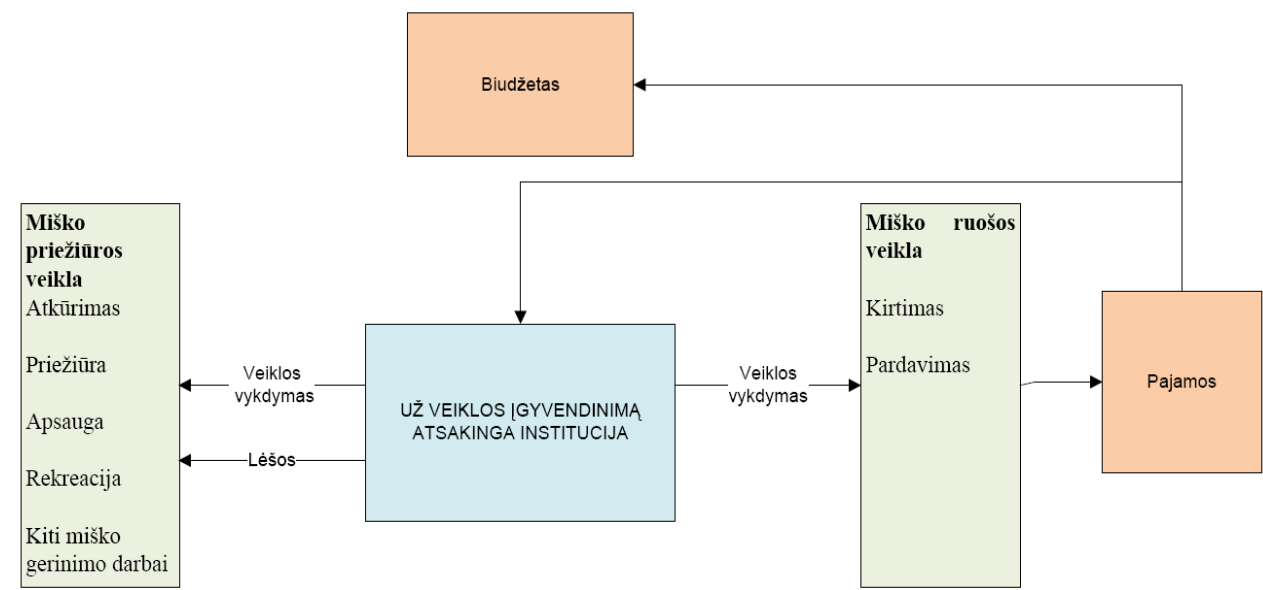 Biudžetas
Miško
priežiūros
veikla
Atkūrimas
Priežiūra
Apsauga
Rekreacija
Kiti miško
gerinimo darbai
Veiklos
vykdymas
Lėšos
UŽ VEIKLOS ĮGYVENDINIMĄ
ATSAKINGA INSTITUCIJA
Veiklos
vykdymas
Miško ruošos
veikla
Kirtimas
Pardavimas
Pajamos